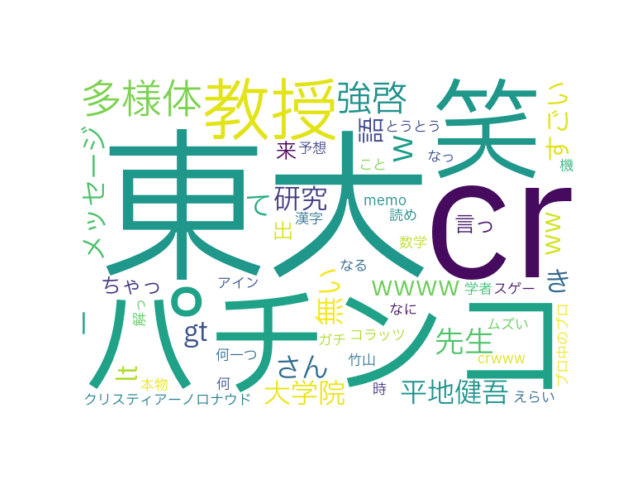 多様体
教授
強啓
笑
すごい
メッセージ
東大
来
予想
語
とうとう
w
なっ
こと
機
cr
て
研究
memo
漢字
読め
言っ
出
数学
ww
ちゃっ
アイン
なる
無い
wwww
学者
スゲー
き
ー
解っ
パチンコ
gt
なに
ガチ
コラッツ
先生
ムズい
プロ中のプロ
lt
何一つ
さん
竹山
crwww
本物
何
大学院
時
平地健吾
えらい
クリスティアーノロナウド